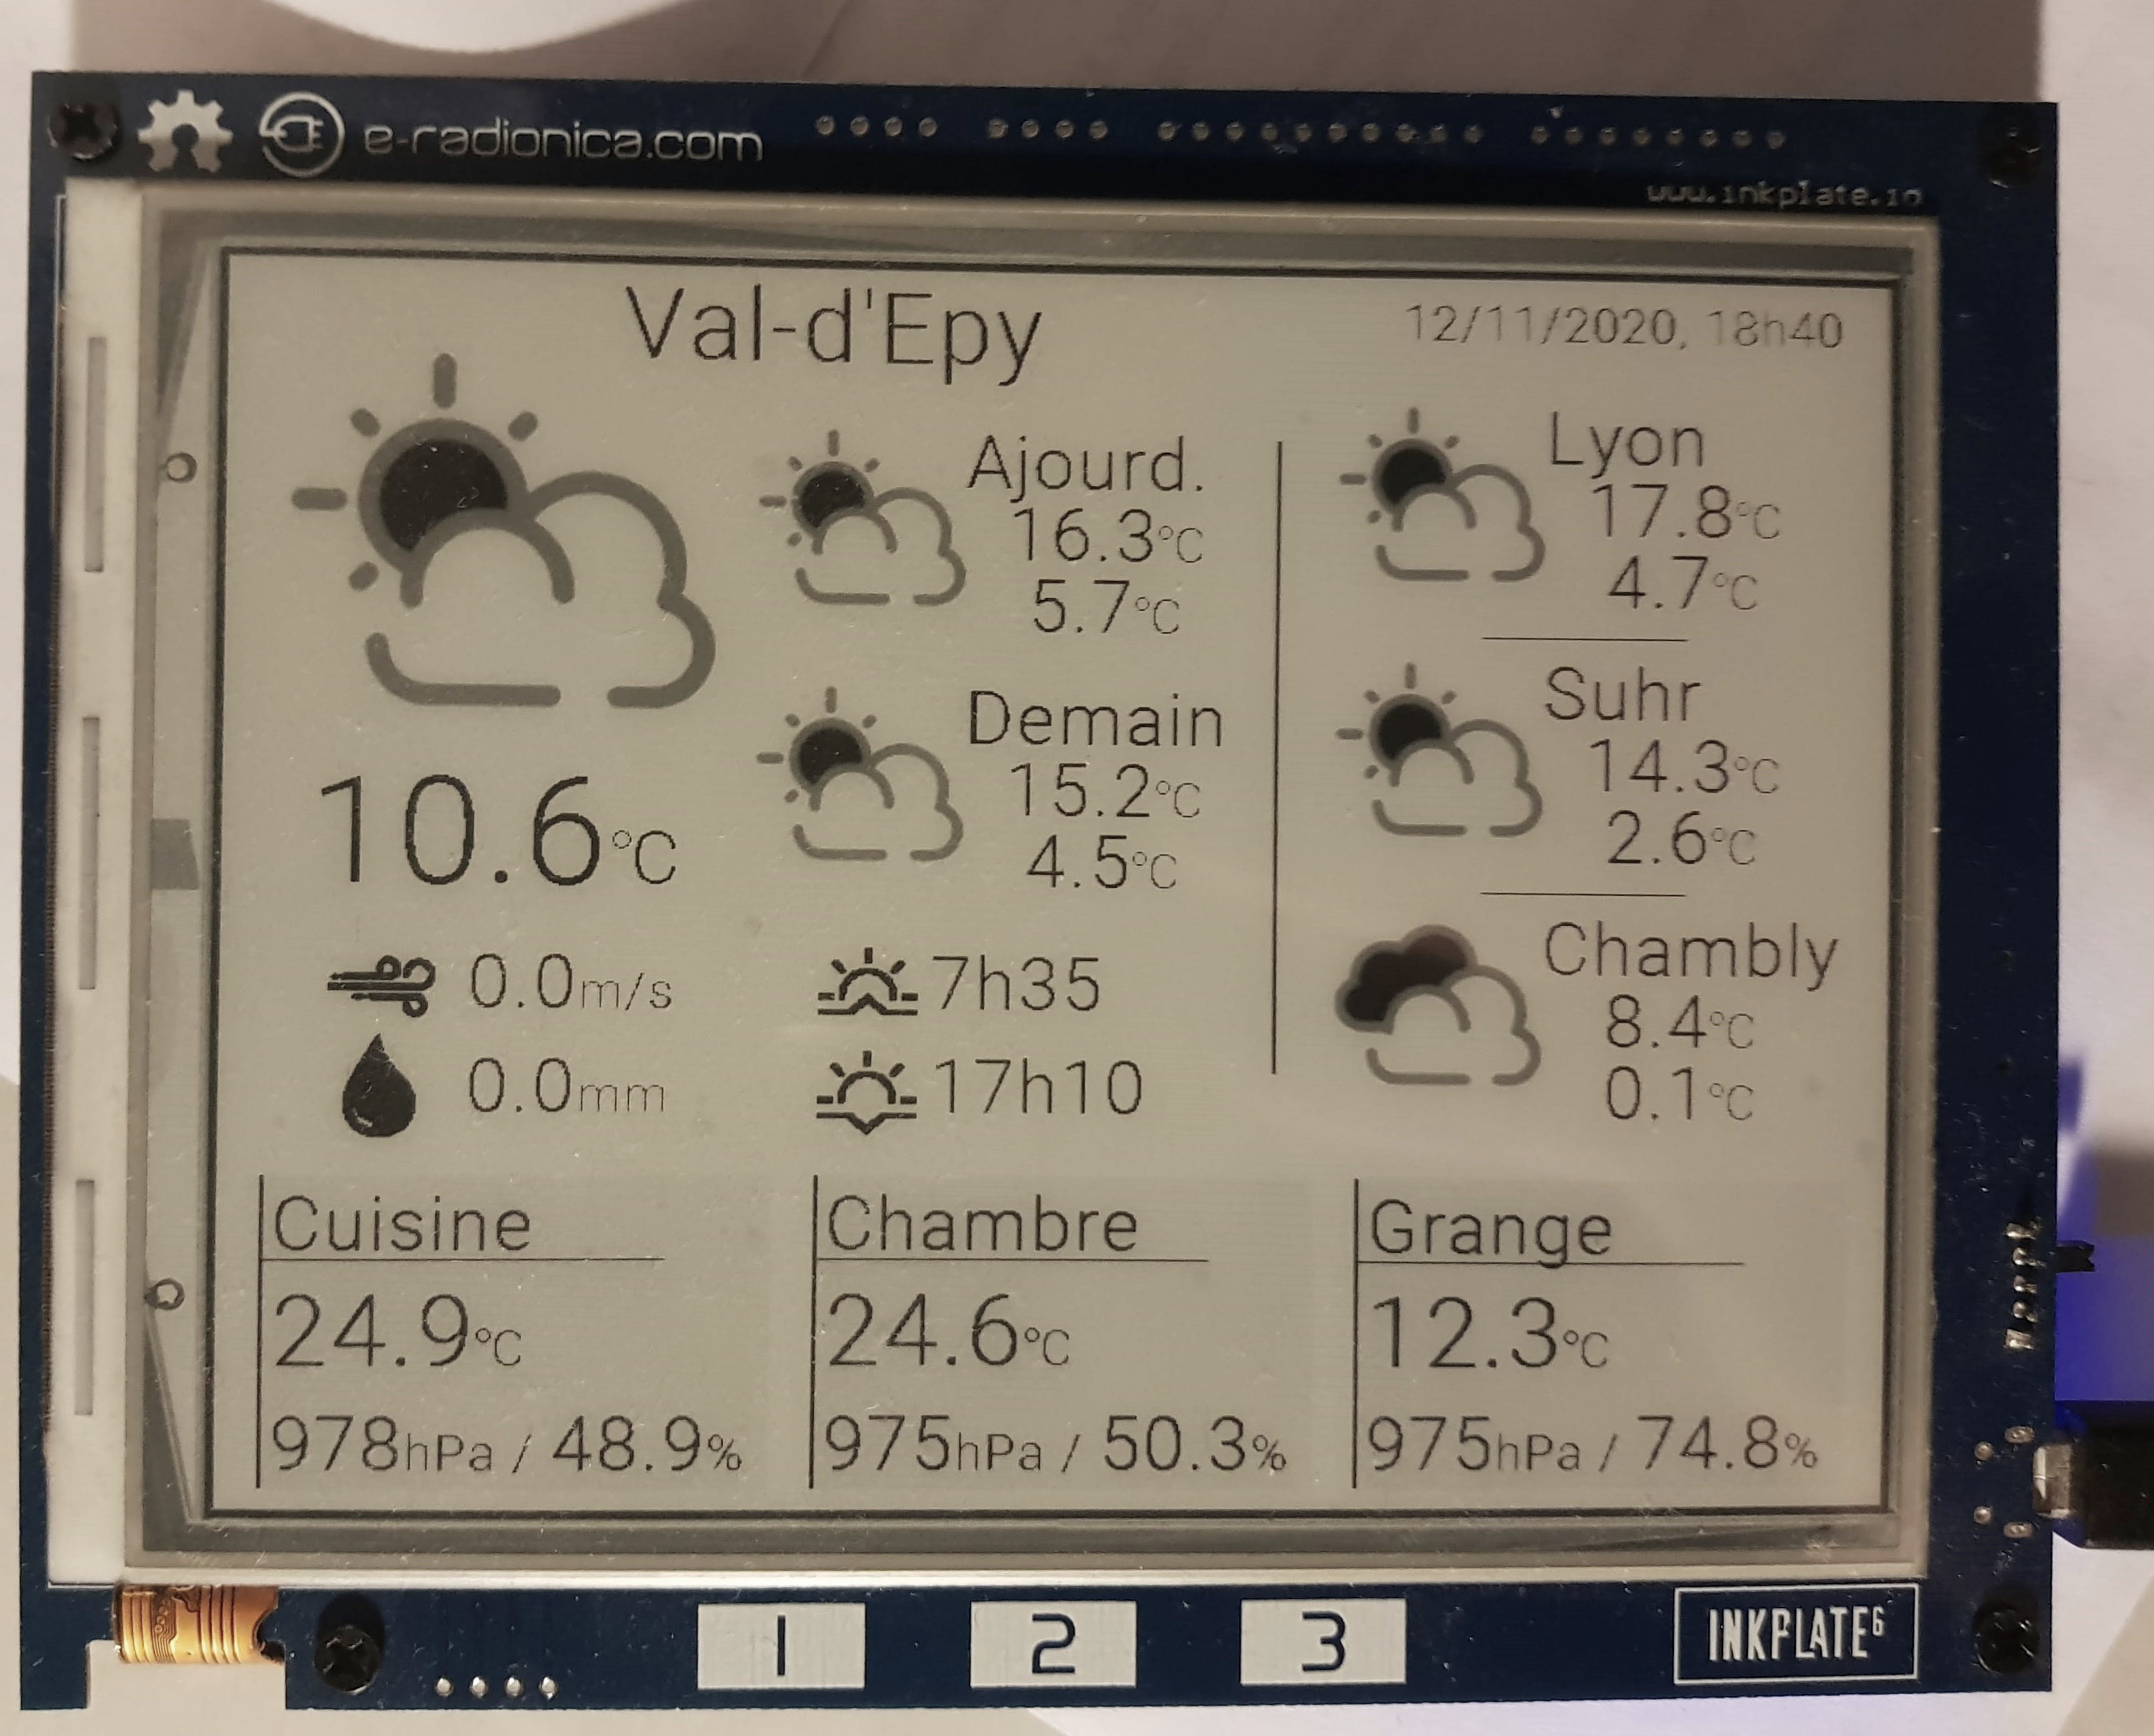 e-radionica.com
www.inkplate.io
Val-d'Epy
12/11/2020, 18h40
Ajourd.
16.3°C
5.7°C
Demain
15.2°C
4.5°C
Lyon
17.8°C
4.7°C
Suhr
14.3°C
2.6°C
Chambly
8.4°C
0.1°C
10.6°C
0.0m/s
0.0mm
7h35
17h10
Cuisine
24.9°C
978hPa / 48.9%
Chambre
24.6°C
975hPa / 50.3%
Grange
12.3°C
975hPa / 74.8%
1 2 3
INKPLATE6